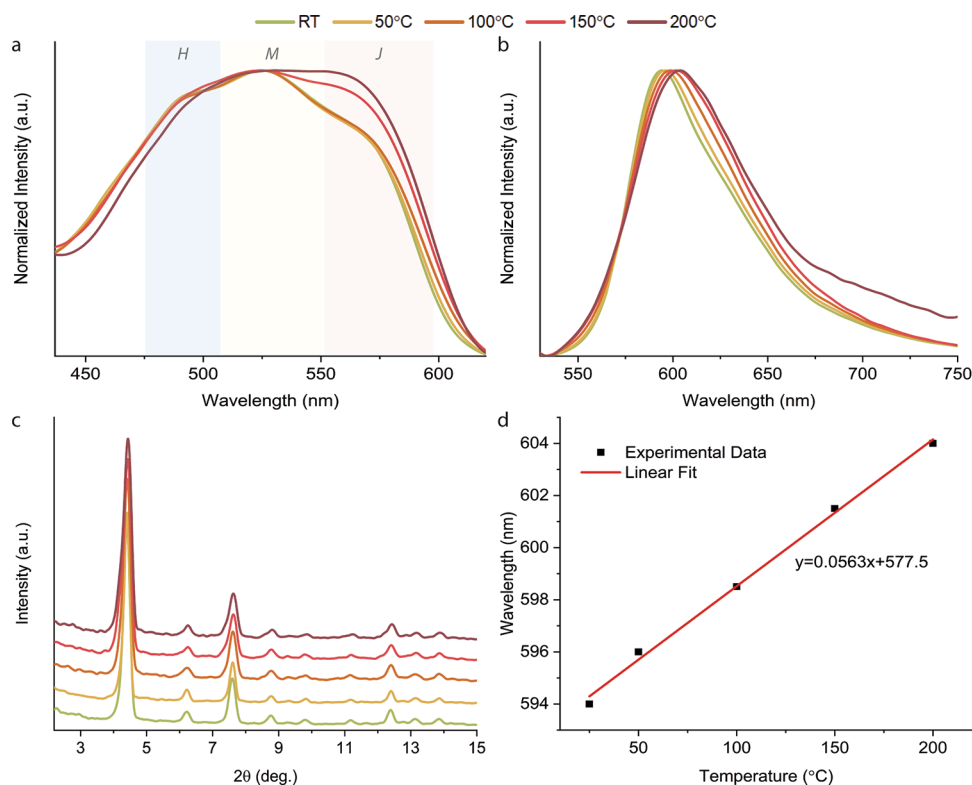 RT 50°C 100°C 150°C 200°C
a
H M J
Normalized Intensity (a.u.)
450 500 550 600
Wavelength (nm)
b
Normalized Intensity (a.u.)
550 600 650 700 750
Wavelength (nm)
c
Intensity (a.u.)
3 5 7 9 11 13 15
2θ (deg.)
d
Experimental Data
Linear Fit
y=0.0563x+577.5
Wavelength (nm)
604
602
600
598
596
594
50 100 150 200
Temperature (°C)